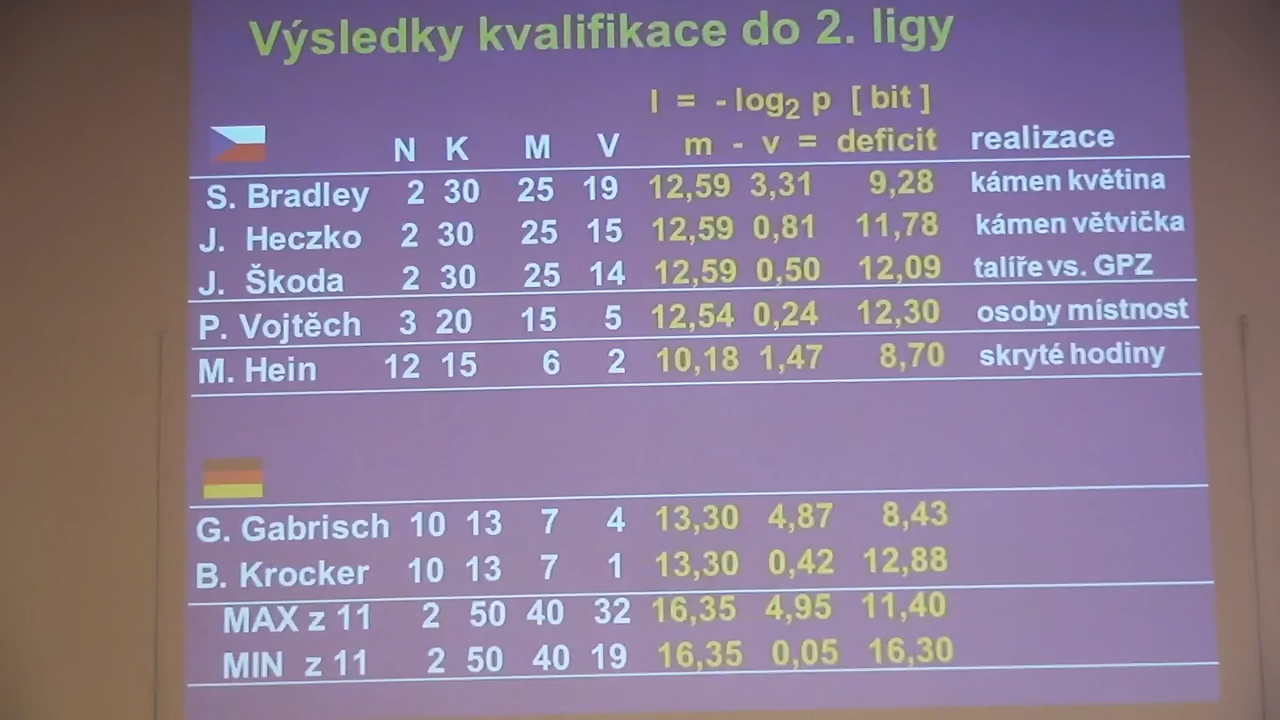 Výsledky kvalifikace do 2. ligy
I = - log2 p [ bit ]
N K M V m - v = deficit realizace
S. Bradley 2 30 25 19 12,59 3,31 9,28 kámen květina
J. Heczko 2 30 25 15 12,59 0,81 11,78 kámen větvička
J. Škoda 2 30 25 14 12,59 0,50 12,09 talíře vs. GPZ
P. Vojtěch 3 20 15 5 12,54 0,24 12,30 osoby místnost
M. Hein 12 15 6 2 10,18 1,47 8,70 skryté hodiny
G. Gabrisch 10 13 7 4 13,30 4,87 8,43
B. Krocker 10 13 7 1 13,30 0,42 12,88
MAX z 11 2 50 40 32 16,35 4,95 11,40
MIN z 11 2 50 40 19 16,35 0,05 16,30